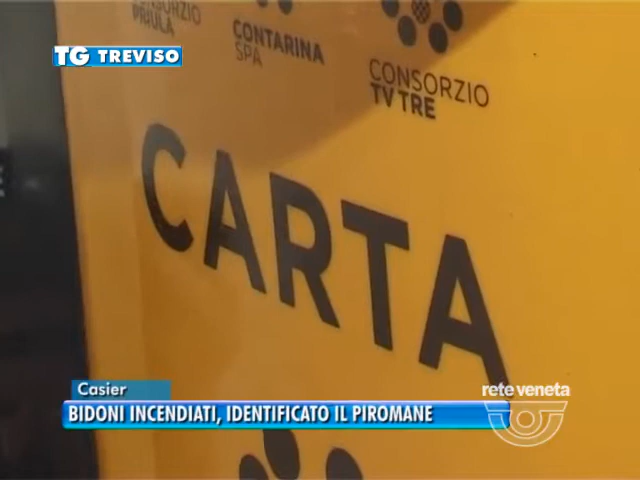 CONSORZIO
PRIULA
CONTARINA
SPA
CONSORZIO
TV TRE
TG TREVISO
CARTA
Casier
BIDONI INCENDIATI, IDENTIFICATO IL PIROMANE
rete veneta